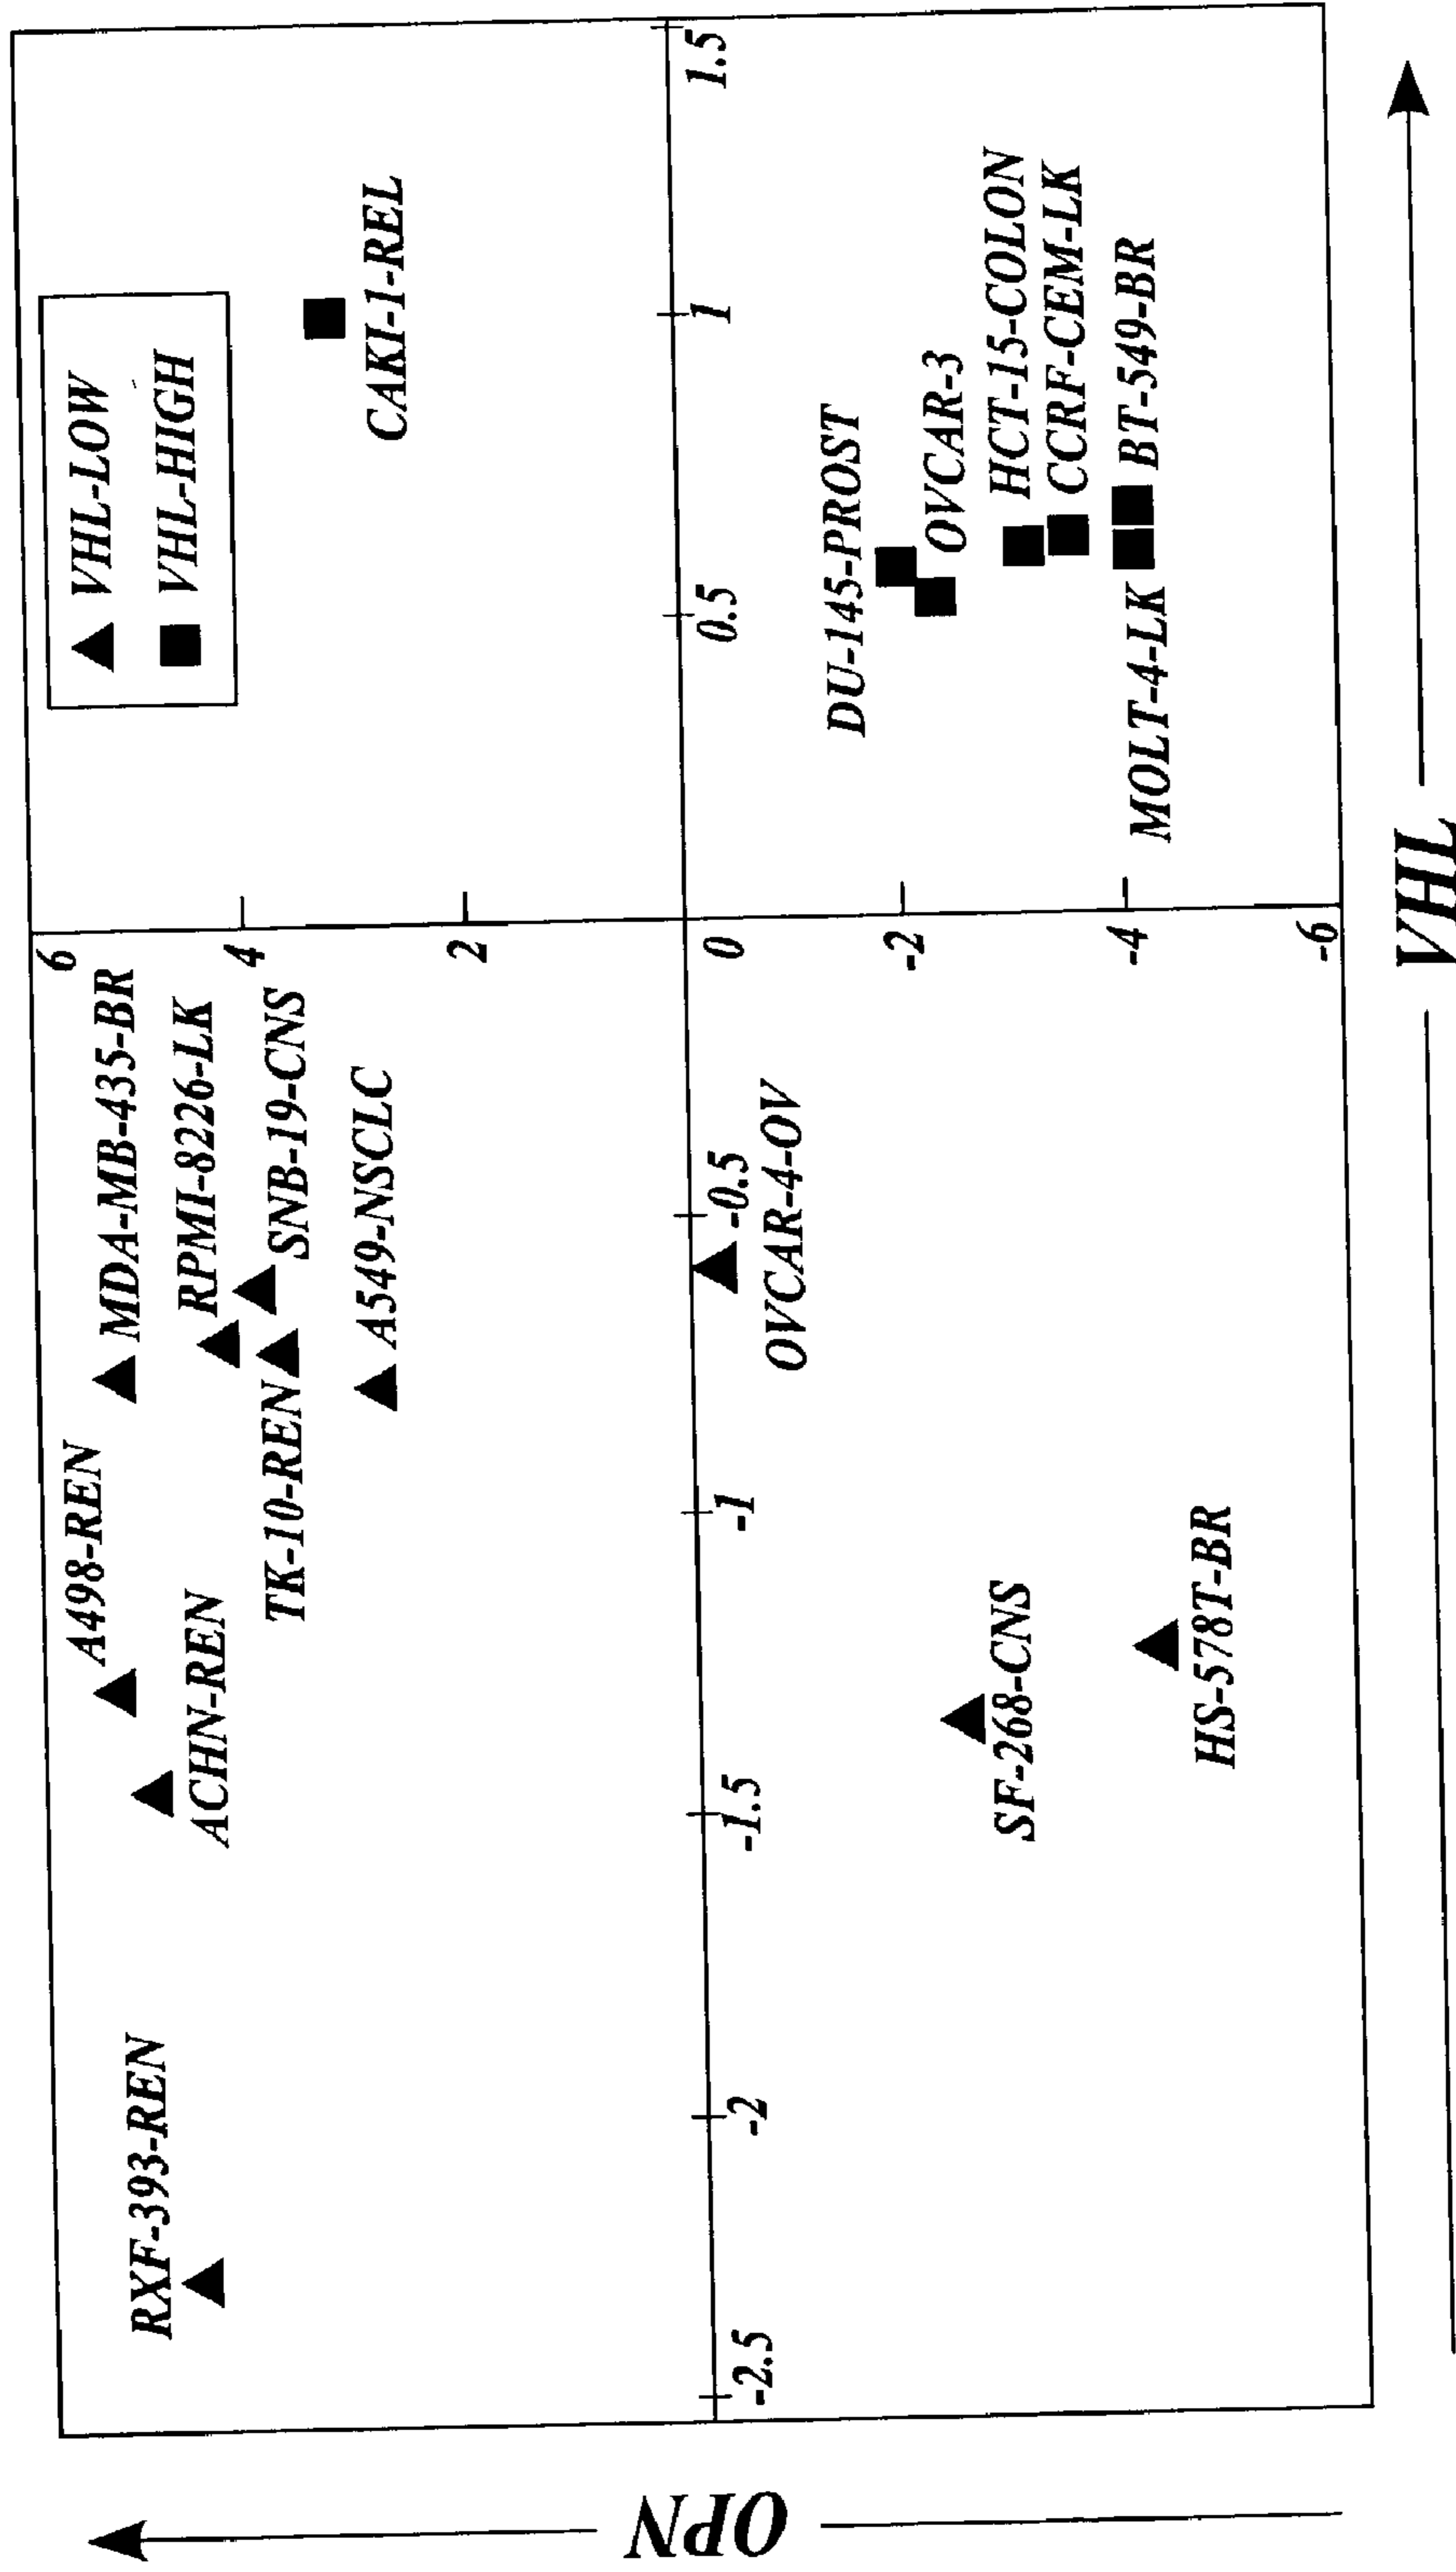 VHL-LOW
VHL-HIGH
RXF-393-REN
A498-REN
ACHN-REN
MDA-MB-435-BR
RPMI-8226-LK
SNB-19-CNS
TK-10-REN
A549-NSCLC
CAKI-1-REL
6
4
2
0
-2
-4
-6
-2.5
-2
-1.5
-1
-0.5
0.5
1
1.5
OVCAR-4-OV
DU-145-PROST
OVCAR-3
HCT-15-COLON
CCRF-CEM-LK
BT-549-BR
MOLT-4-LK
SF-268-CNS
HS-578T-BR
OPN
VHL